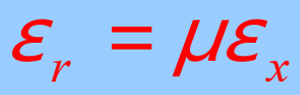 εᵣ = μεₓ